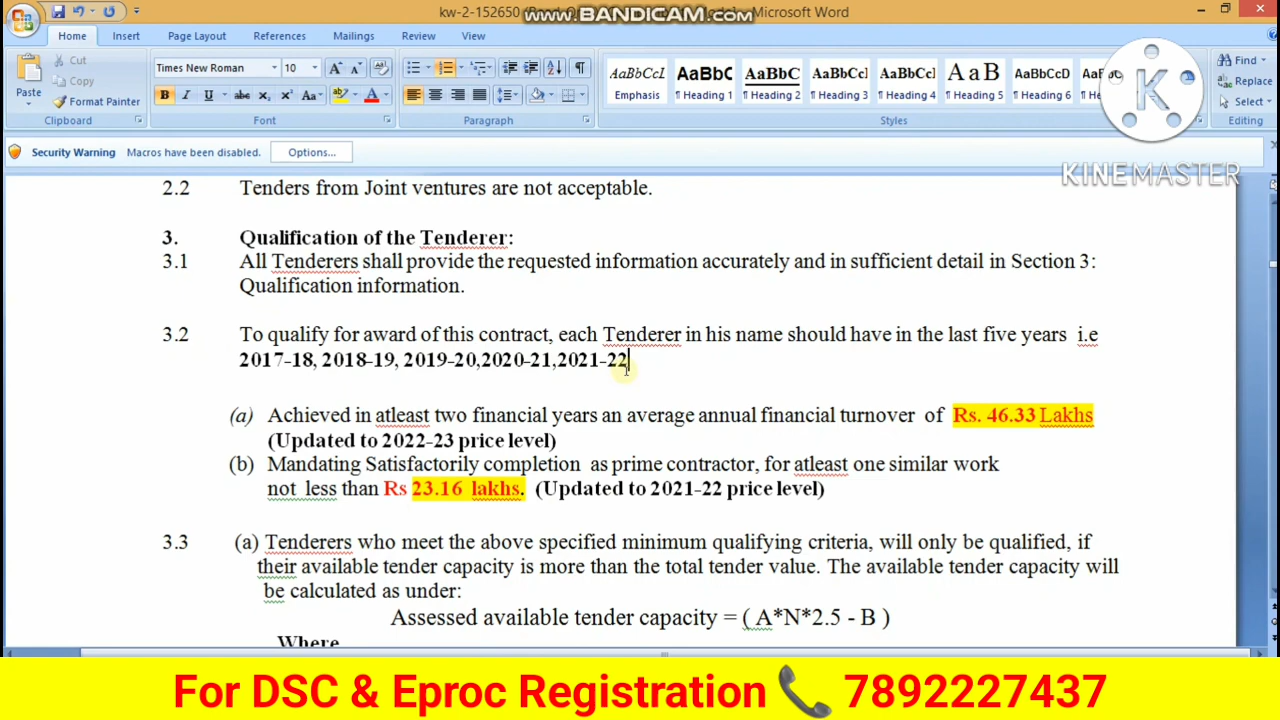 kw-2-152650
www.BANDICAM.com
Microsoft Word
Home Insert Page Layout References Mailings Review View
Cut
Copy
Format Painter
Paste
Times New Roman 10
AaBbCcL AaBbC AaBbC AaBbCc AaBbCc AaB AaBbCc AaB
Emphasis ¶ Heading 1 ¶ Heading 2 ¶ Heading 3 ¶ Heading 4 ¶ Heading 5 ¶ Heading 6
Find
Replace
Select
Clipboard Font Paragraph Styles Editing
K
KINEMASTER
Security Warning Macros have been disabled. Options...
2.2 Tenders from Joint ventures are not acceptable.
3. Qualification of the Tenderer:
3.1 All Tenderers shall provide the requested information accurately and in sufficient detail in Section 3:
Qualification information.
3.2 To qualify for award of this contract, each Tenderer in his name should have in the last five years i.e
2017-18, 2018-19, 2019-20,2020-21,2021-22
(a) Achieved in atleast two financial years an average annual financial turnover of Rs. 46.33 Lakhs
(Updated to 2022-23 price level)
(b) Mandating Satisfactorily completion as prime contractor, for atleast one similar work
not less than Rs 23.16 lakhs. (Updated to 2021-22 price level)
3.3 (a) Tenderers who meet the above specified minimum qualifying criteria, will only be qualified, if
their available tender capacity is more than the total tender value. The available tender capacity will
be calculated as under:
Assessed available tender capacity = ( A*N*2.5 - B )
Where
For DSC & Eproc Registration 7892227437